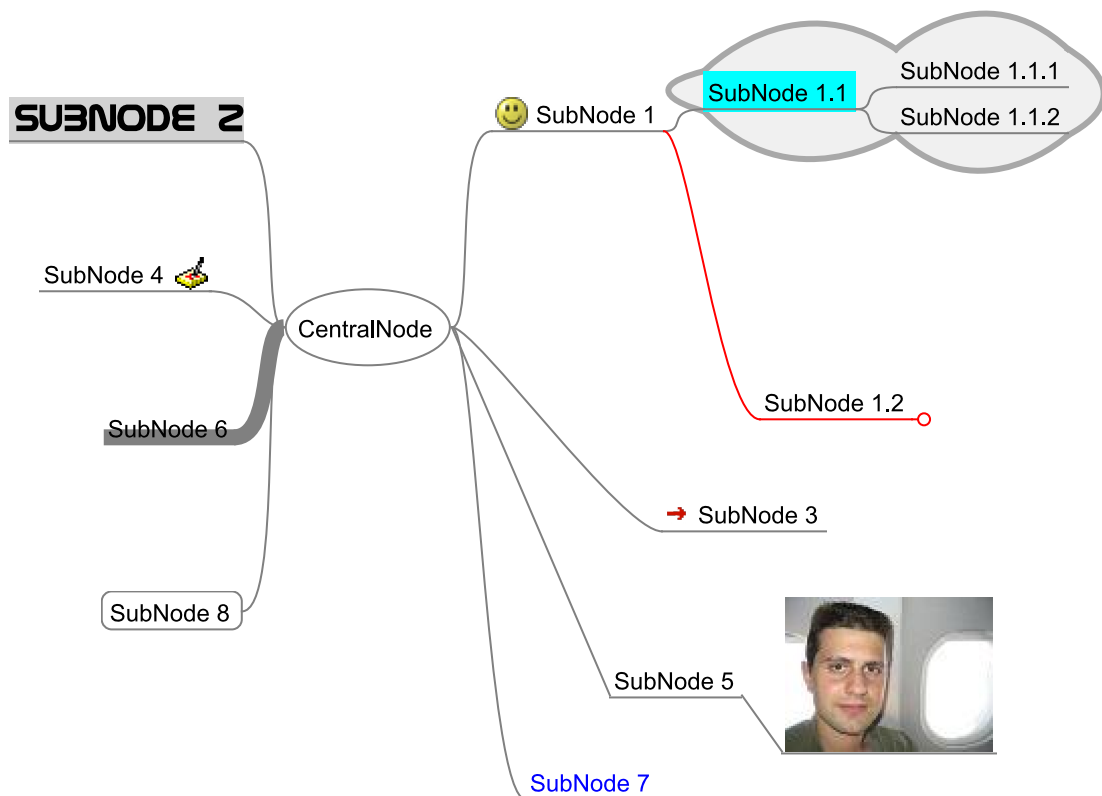 SubNode 1.1.1
SubNode 1.1
SubNode 1
SubNode 1.1.2
SUBNODE 2
SubNode 4
CentralNode
SubNode 1.2
SubNode 6
SubNode 3
SubNode 8
SubNode 5
SubNode 7